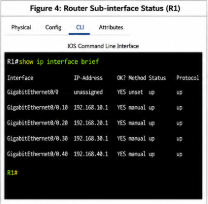 Figure 4: Router Sub-interface Status (R1)
Physical Config CLI Attributes
IOS Command Line Interface
R1#show ip interface brief
Interface IP-Address OK? Method Status Protocol
GigabitEthernet0/0 unassigned YES unset up up
GigabitEthernet0/0.10 192.168.10.1 YES manual up up
GigabitEthernet0/0.20 192.168.20.1 YES manual up up
GigabitEthernet0/0.30 192.168.30.1 YES manual up up
GigabitEthernet0/0.40 192.168.40.1 YES manual up up
R1#